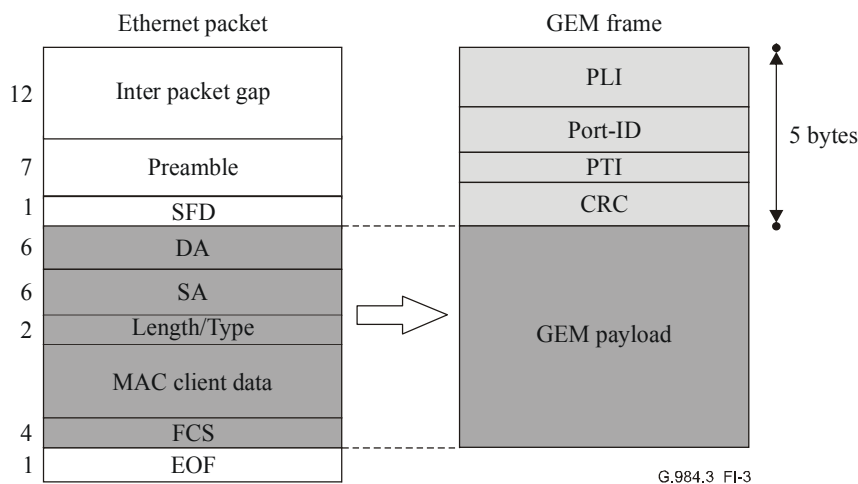 Ethernet packet
12 Inter packet gap
7 Preamble
1 SFD
6 DA
6 SA
2 Length/Type
MAC client data
4 FCS
1 EOF
GEM frame
PLI
Port-ID
PTI
CRC
5 bytes
GEM payload
G.984.3 FI-3